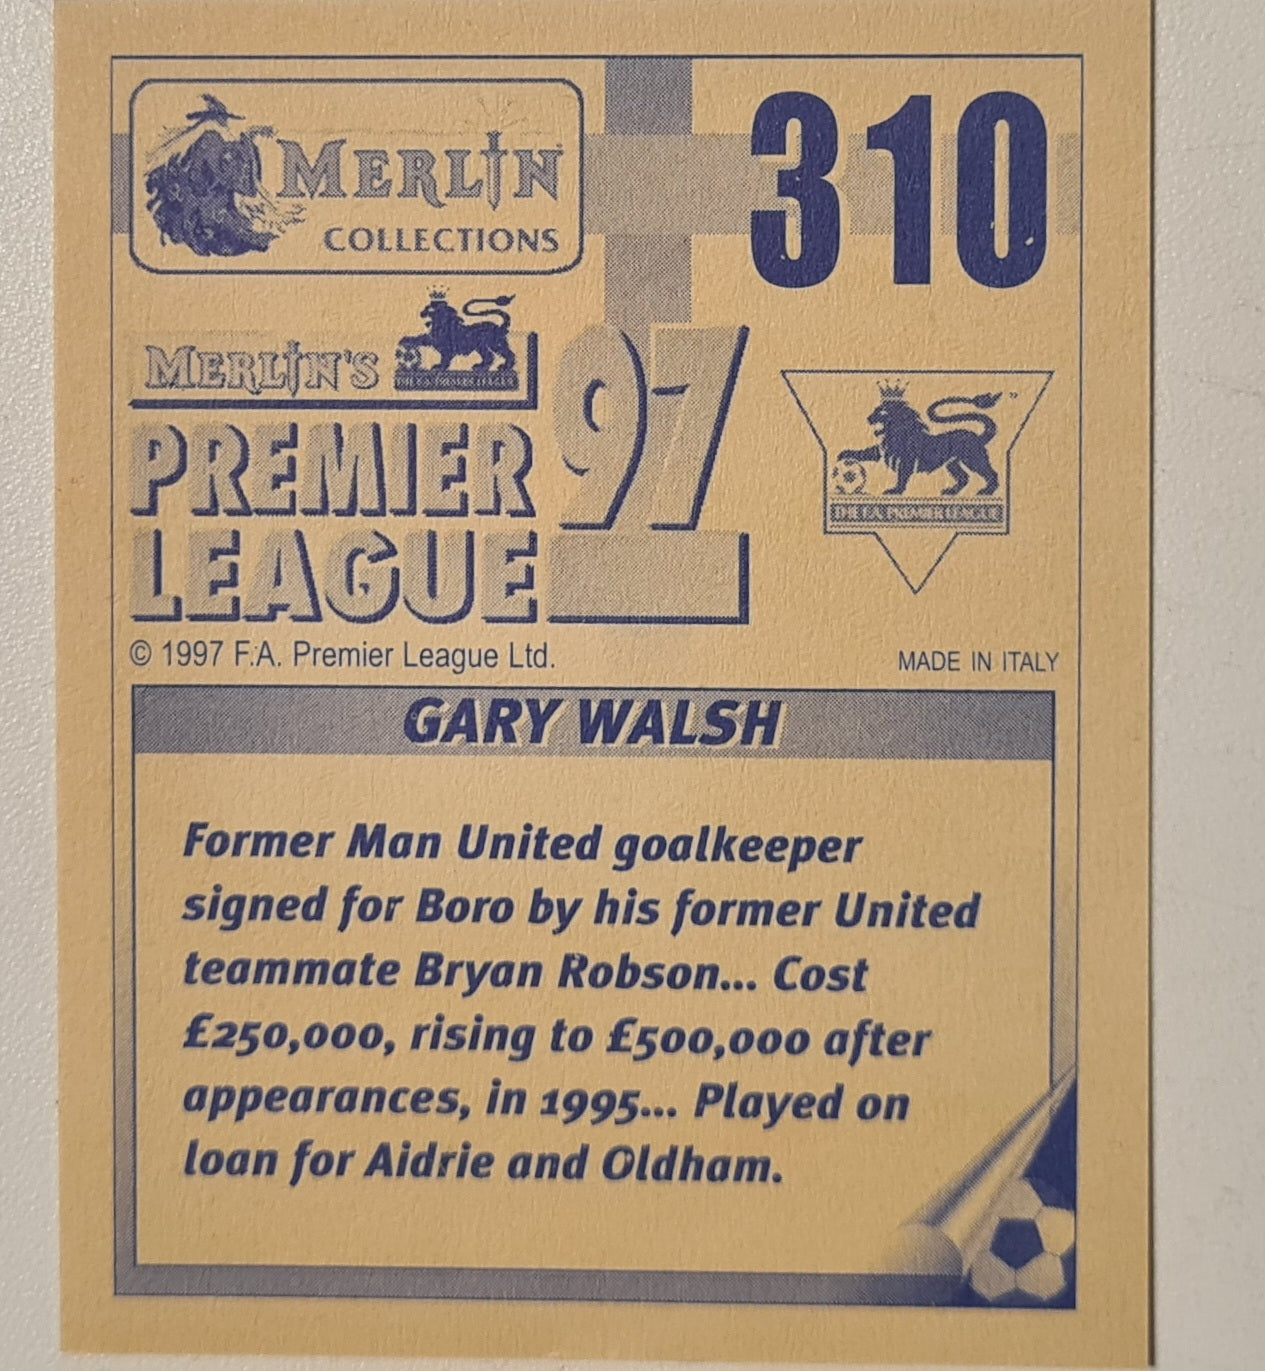 MERLIN
COLLECTIONS
310
MERLIN'S
THE F.A. PREMIER LEAGUE
PREMIER
LEAGUE
97
THE F.A. PREMIER LEAGUE
© 1997 F.A. Premier League Ltd.
MADE IN ITALY
GARY WALSH
Former Man United goalkeeper
signed for Boro by his former United
teammate Bryan Robson... Cost
£250,000, rising to £500,000 after
appearances, in 1995... Played on
loan for Aidrie and Oldham.